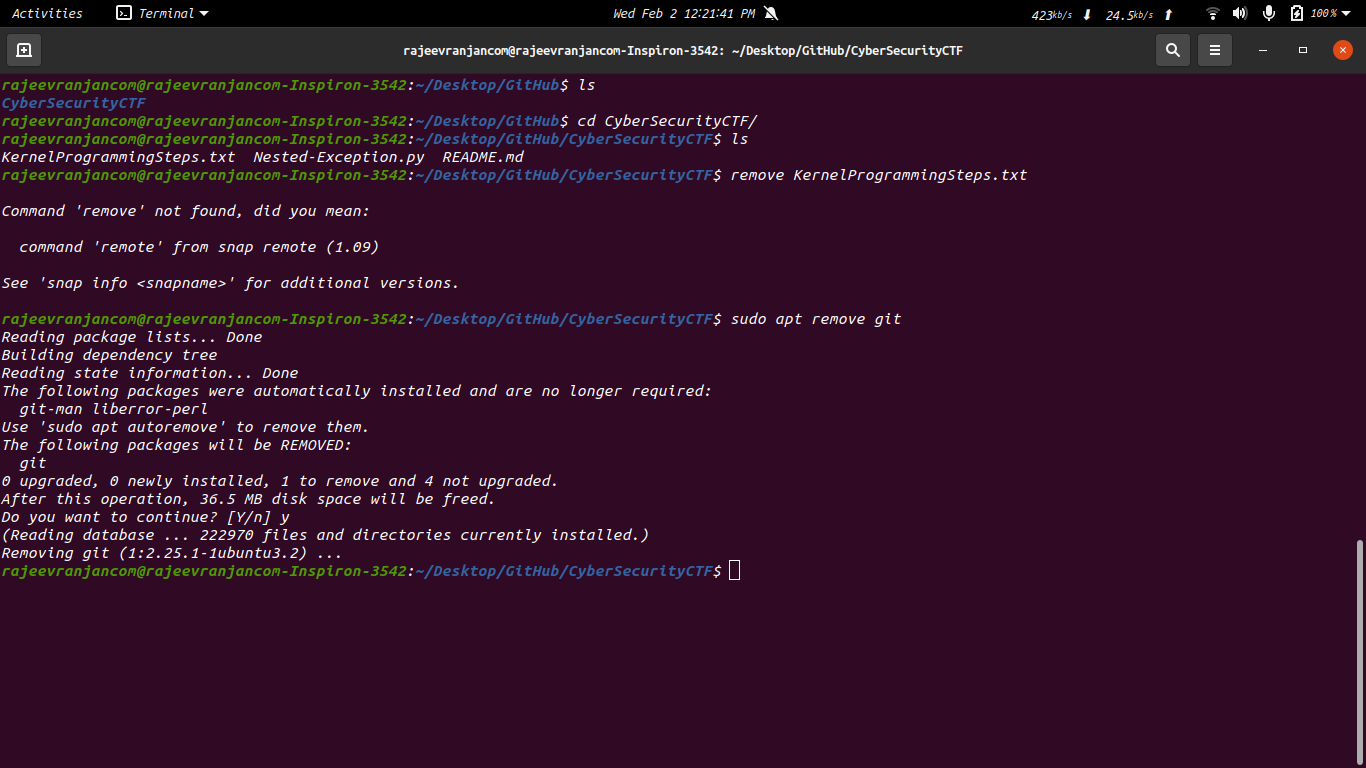 Activities Terminal Wed Feb 2 12:21:41 PM 423kb/s 24.5kb/s 100%
rajeevranjancom@rajeevranjancom-Inspiron-3542: ~/Desktop/GitHub/CyberSecurityCTF
rajeevranjancom@rajeevranjancom-Inspiron-3542:~/Desktop/GitHub$ ls
CyberSecurityCTF
rajeevranjancom@rajeevranjancom-Inspiron-3542:~/Desktop/GitHub$ cd CyberSecurityCTF/
rajeevranjancom@rajeevranjancom-Inspiron-3542:~/Desktop/GitHub/CyberSecurityCTF$ ls
KernelProgrammingSteps.txt  Nested-Exception.py  README.md
rajeevranjancom@rajeevranjancom-Inspiron-3542:~/Desktop/GitHub/CyberSecurityCTF$ remove KernelProgrammingSteps.txt
Command 'remove' not found, did you mean:
command 'remote' from snap remote (1.09)
See 'snap info <snapname>' for additional versions.
rajeevranjancom@rajeevranjancom-Inspiron-3542:~/Desktop/GitHub/CyberSecurityCTF$ sudo apt remove git
Reading package lists... Done
Building dependency tree
Reading state information... Done
The following packages were automatically installed and are no longer required:
git-man liberror-perl
Use 'sudo apt autoremove' to remove them.
The following packages will be REMOVED:
git
0 upgraded, 0 newly installed, 1 to remove and 4 not upgraded.
After this operation, 36.5 MB disk space will be freed.
Do you want to continue? [Y/n] y
(Reading database ... 222970 files and directories currently installed.)
Removing git (1:2.25.1-1ubuntu3.2) ...
rajeevranjancom@rajeevranjancom-Inspiron-3542:~/Desktop/GitHub/CyberSecurityCTF$